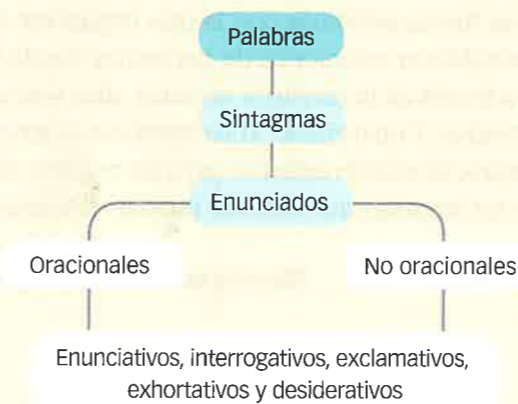 Palabras
Sintagmas
Enunciados
Oracionales
No oracionales
Enunciativos, interrogativos, exclamativos,
exhortativos y desiderativos